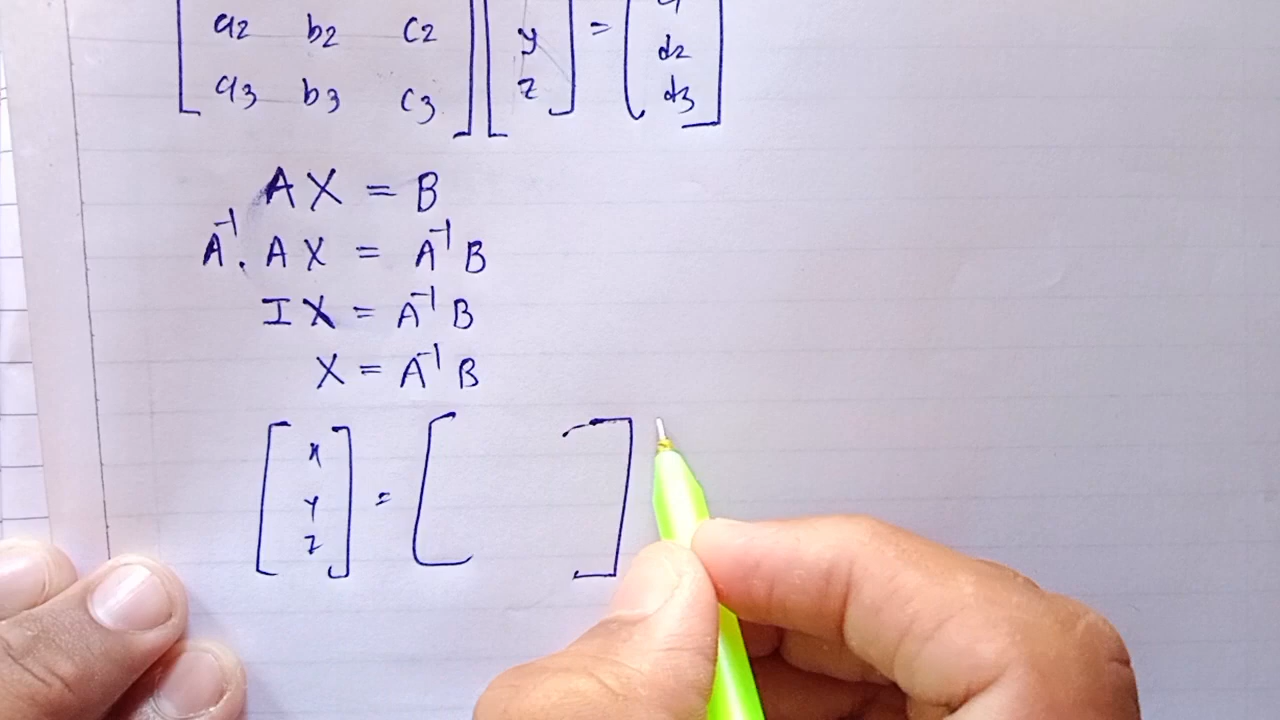 a2 b2 c2 y = d2
a3 b3 c3 z d3
AX = B
A⁻¹. AX = A⁻¹B
IX = A⁻¹B
X = A⁻¹B
x =
y
z